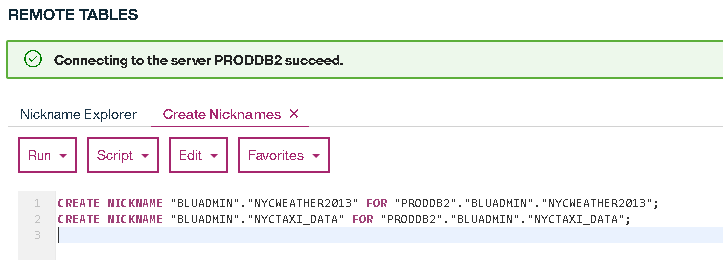 REMOTE TABLES
Connecting to the server PRODDB2 succeed.
Nickname Explorer Create Nicknames ×
Run Script Edit Favorites
1 CREATE NICKNAME "BLUADMIN"."NYCWEATHER2013" FOR "PRODDB2"."BLUADMIN"."NYCWEATHER2013";
2 CREATE NICKNAME "BLUADMIN"."NYCTAXI_DATA" FOR "PRODDB2"."BLUADMIN"."NYCTAXI_DATA";
3